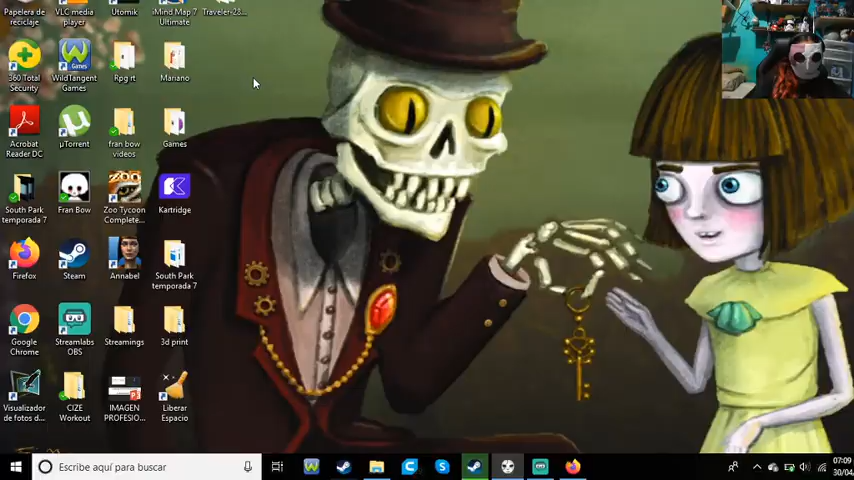 Papelera de
reciclaje
VLC media
player
Utomik
iMind Map 7
Ultimate
Traveler-28...
360 Total
Security
WildTangent
Games
Rpg rt
Mariano
Acrobat
Reader DC
µTorrent
fran bow
videos
Games
South Park
temporada 7
Fran Bow
Zoo Tycoon
Complete...
Kartridge
Firefox
Steam
Annabel
South Park
temporada 7
Google
Chrome
Streamlabs
OBS
Streamings
3d print
Visualizador
de fotos d...
CIZE
Workout
IMAGEN
PROFESIO...
Liberar
Espacio
Escribe aquí para buscar
07:09
30/04